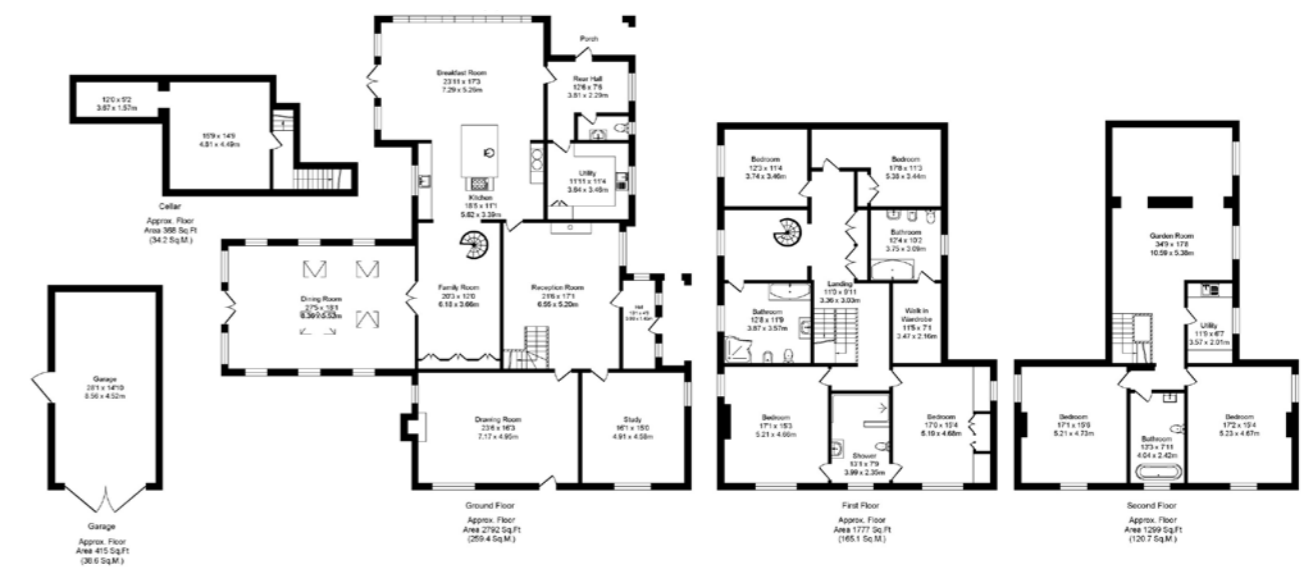 12'0 x 5'2
3.67 x 1.57m
15'9 x 14'9
4.81 x 4.49m
Cellar
Approx. Floor
Area 368 Sq.Ft
(34.2 Sq.M.)
Garage
28'1 x 14'10
8.56 x 4.52m
Garage
Approx. Floor
Area 415 Sq.Ft
(38.6 Sq.M.)
Porch
Breakfast Room
23'11 x 17'3
7.29 x 5.25m
Rear Hall
12'6 x 7'6
3.81 x 2.29m
Utility
11'11 x 11'4
3.64 x 3.46m
Kitchen
18'5 x 11'1
5.62 x 3.39m
Dining Room
Family Room
20'3 x 12'0
6.18 x 3.66m
Reception Room
21'6 x 17'1
6.55 x 5.20m
Drawing Room
23'6 x 16'3
7.17 x 4.95m
Study
16'1 x 15'0
4.91 x 4.58m
Ground Floor
Approx. Floor
Area 2792 Sq.Ft
(259.4 Sq.M.)
Bedroom
12'3 x 11'4
3.74 x 3.46m
Bedroom
17'8 x 11'3
5.38 x 3.44m
Bathroom
12'4 x 10'2
3.75 x 3.09m
Landing
11'0 x 9'11
3.36 x 3.03m
Bathroom
12'8 x 11'9
3.87 x 3.57m
Walk in
Wardrobe
11'5 x 7'1
3.47 x 2.16m
Bedroom
17'1 x 15'3
5.21 x 4.66m
Shower
13'1 x 7'9
3.99 x 2.35m
Bedroom
17'0 x 15'4
5.19 x 4.68m
First Floor
Approx. Floor
Area 1777 Sq.Ft
(165.1 Sq.M.)
Garden Room
34'9 x 17'8
10.59 x 5.38m
Utility
11'9 x 6'7
3.57 x 2.01m
Bedroom
17'1 x 15'6
5.21 x 4.73m
Bathroom
13'3 x 7'11
4.04 x 2.42m
Bedroom
17'2 x 15'4
5.23 x 4.67m
Second Floor
Approx. Floor
Area 1299 Sq.Ft
(120.7 Sq.M.)